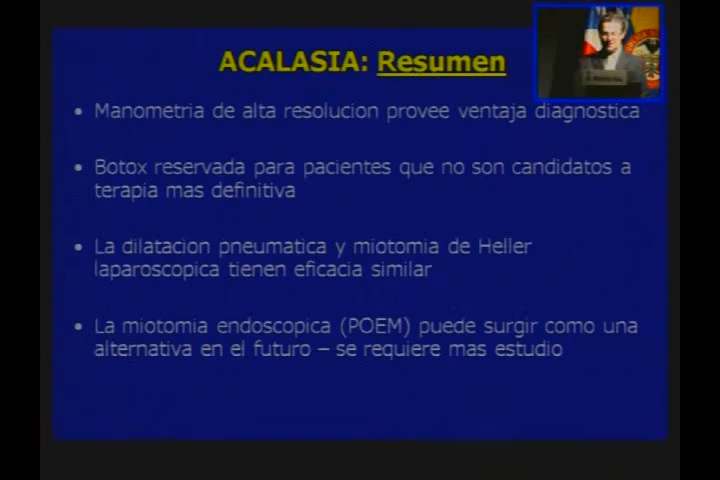 ACALASIA: Resumen
• Manometria de alta resolucion provee ventaja diagnostica
• Botox reservada para pacientes que no son candidatos a
terapia mas definitiva
• La dilatacion pneumatica y miotomia de Heller
laparoscopica tienen eficacia similar
• La miotomia endoscopica (POEM) puede surgir como una
alternativa en el futuro – se requiere mas estudio